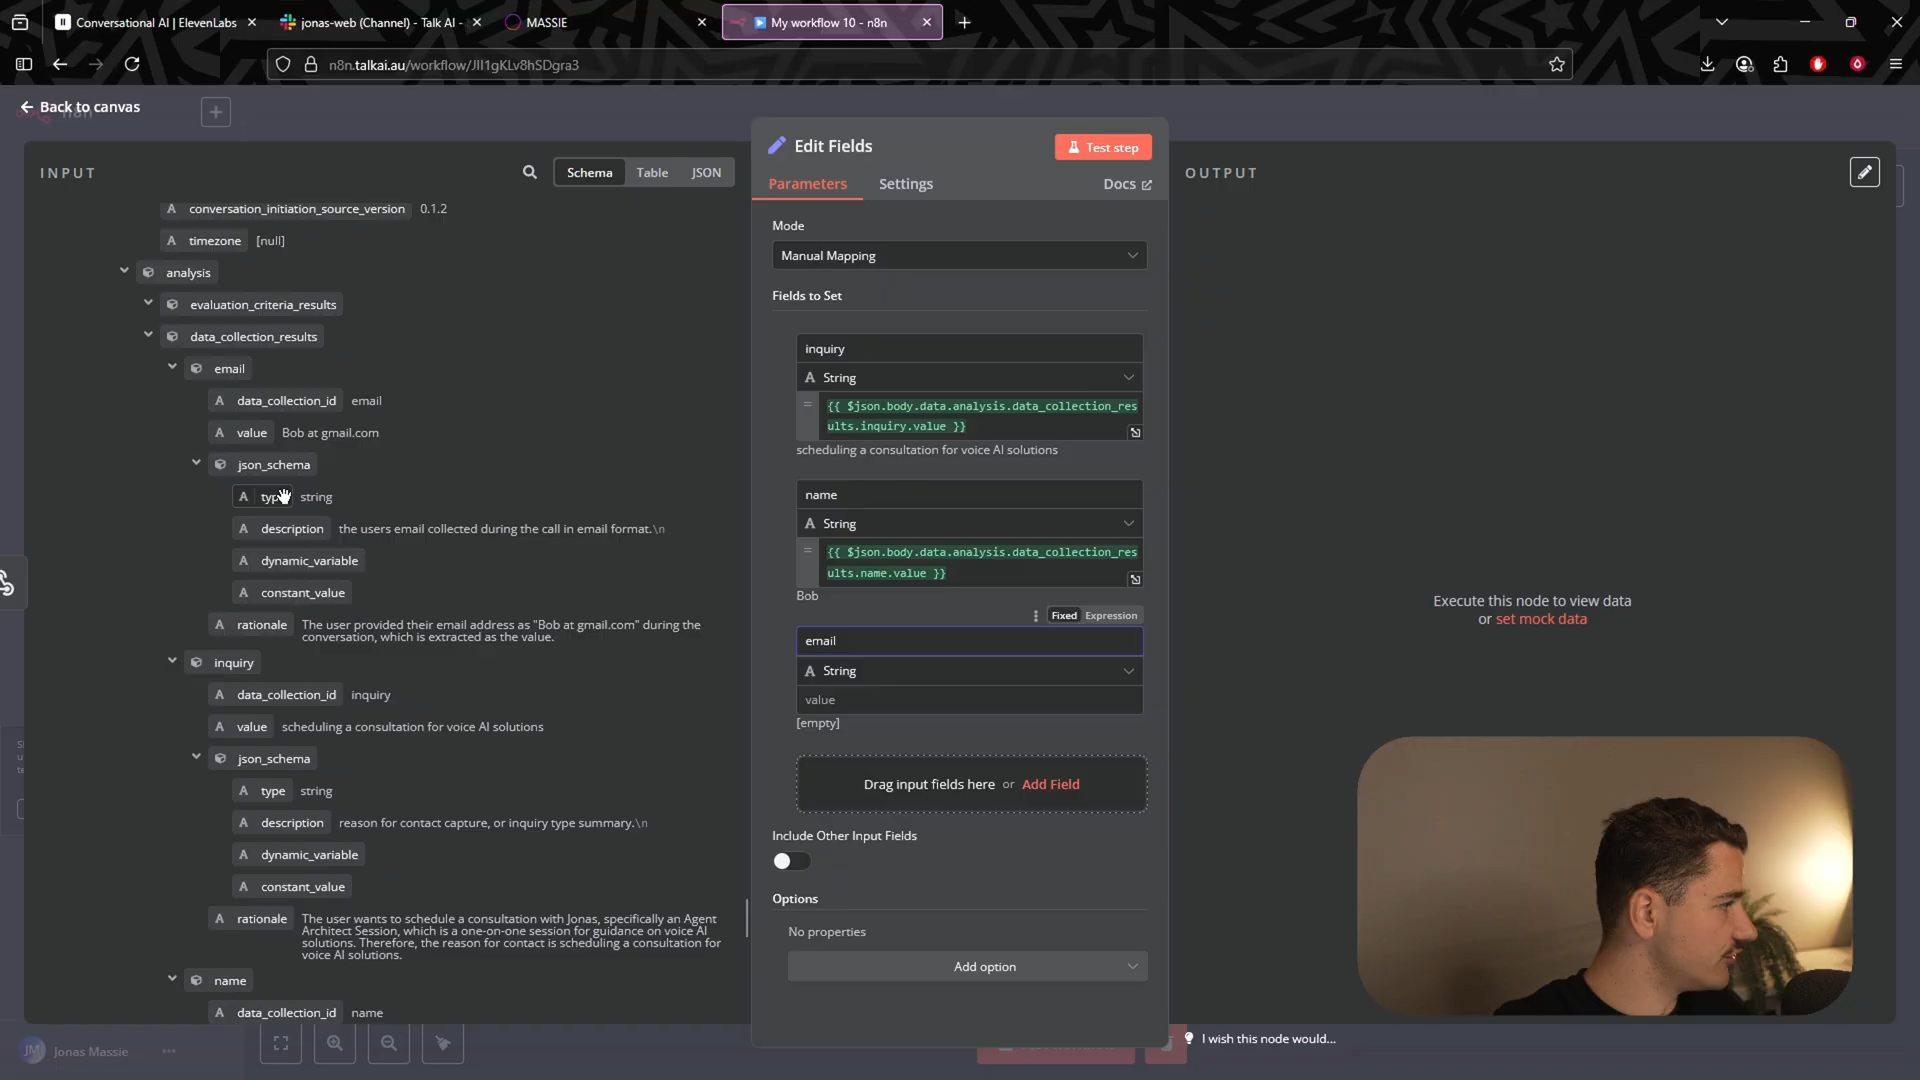 Conversational AI | ElevenLabs
jonas-web (Channel) - Talk AI -
MASSIE
My workflow 10 - n8n
n8n.talkai.au/workflow/JII1gKLv8hSDgra3
Back to canvas
INPUT
Schema
Table
JSON
A conversation_initiation_source_version 0.1.2
A timezone [null]
analysis
evaluation_criteria_results
data_collection_results
email
A data_collection_id email
A value Bob at gmail.com
json_schema
A type string
A description the users email collected during the call in email format.\n
A dynamic_variable
A constant_value
A rationale The user provided their email address as "Bob at gmail.com" during the
conversation, which is extracted as the value.
inquiry
A data_collection_id inquiry
A value scheduling a consultation for voice AI solutions
json_schema
A type string
A description reason for contact capture, or inquiry type summary.\n
A dynamic_variable
A constant_value
A rationale The user wants to schedule a consultation with Jonas, specifically an Agent
Architect Session, which is a one-on-one session for guidance on voice AI
solutions. Therefore, the reason for contact is scheduling a consultation for
voice AI solutions.
name
A data_collection_id name
JM Jonas Massie
Edit Fields
Test step
Parameters
Settings
Docs
Mode
Manual Mapping
Fields to Set
inquiry
A String
= {{ $json.body.data.analysis.data_collection_res
ults.inquiry.value }}
scheduling a consultation for voice AI solutions
name
A String
= {{ $json.body.data.analysis.data_collection_res
ults.name.value }}
Bob
Fixed Expression
email
A String
value
[empty]
Drag input fields here or Add Field
Include Other Input Fields
Options
No properties
Add option
OUTPUT
Execute this node to view data
or set mock data
I wish this node would...